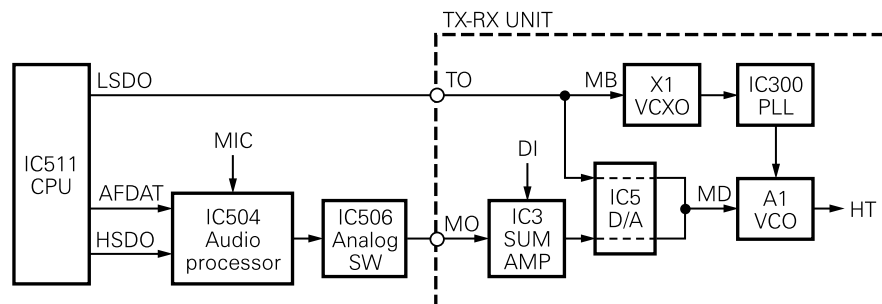 TX-RX UNIT
LSDO
TO
MB
X1
VCXO
IC300
PLL
IC511
CPU
MIC
DI
AFDAT
IC504
Audio
processor
HSDO
IC506
Analog
SW
MO
IC3
SUM
AMP
IC5
D/A
MD
A1
VCO
HT